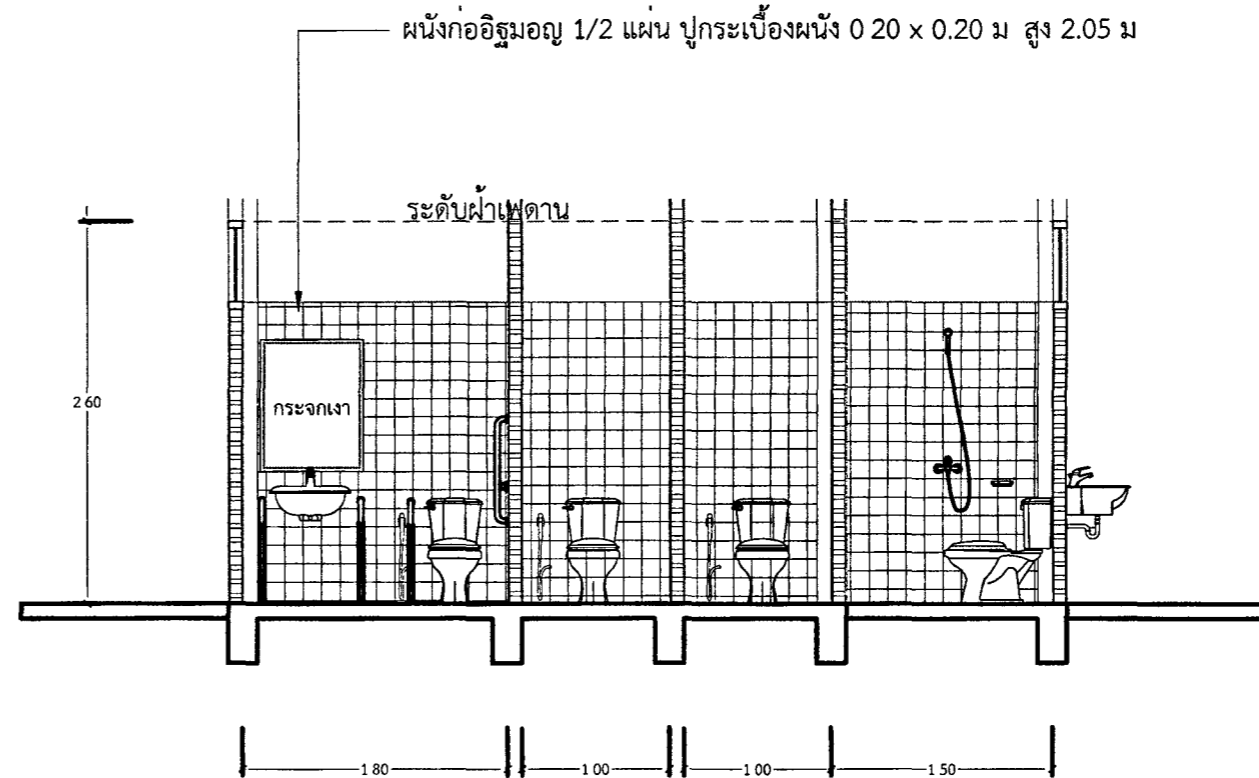 ผนังก่ออิฐมอญ 1/2 แผ่น ปูกระเบื้องผนัง 0 20 x 0.20 ม สูง 2.05 ม
ระดับฝ้าเพดาน
2 60
กระจกเงา
1 80
1 00
1 00
1 50